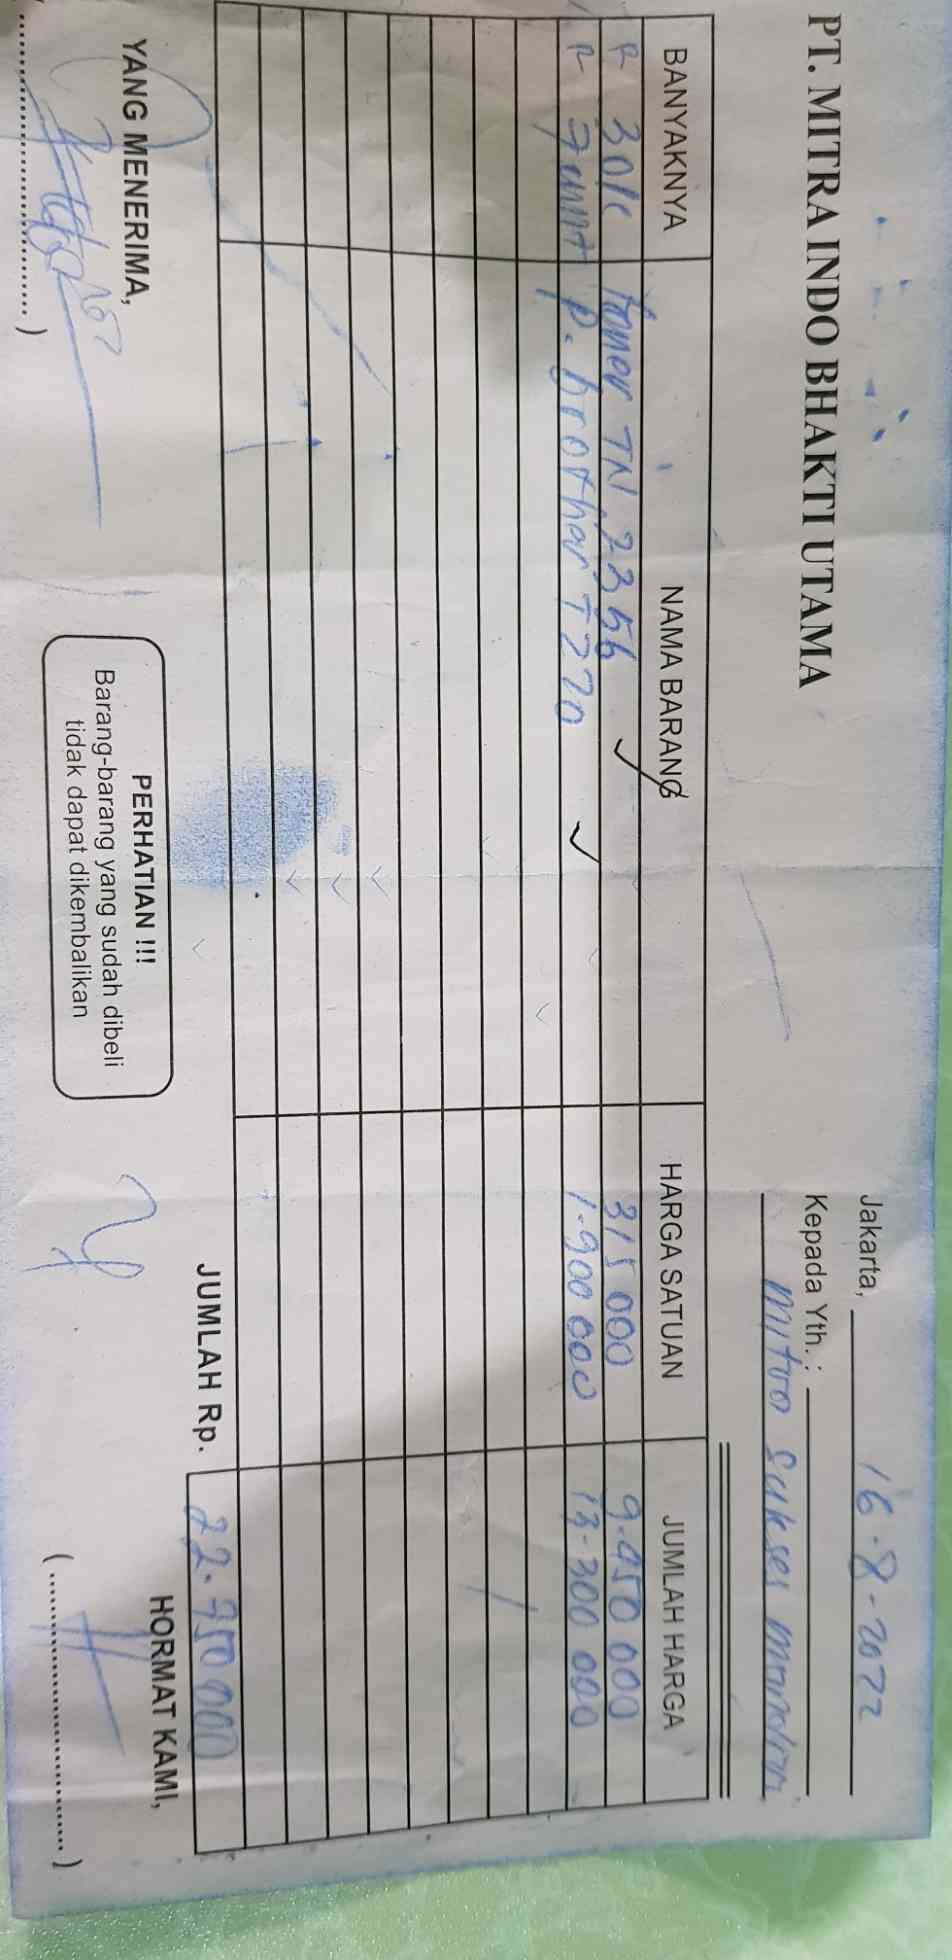 PT. MITRA INDO BHAKTI UTAMA
Jakarta, 16-8-2022
Kepada Yth. :
Mitra Sukses mandiri
BANYAKNYA NAMA BARANG HARGA SATUAN JUMLAH HARGA
R 30/c Toner TN 2356 315 000 9.450 000
R 7 unit P. brother T220 1.900 000 13.300 000
JUMLAH Rp. 22.750 000
YANG MENERIMA,
PERHATIAN !!!
Barang-barang yang sudah dibeli
tidak dapat dikembalikan
HORMAT KAMI,
(........................)
(........................)